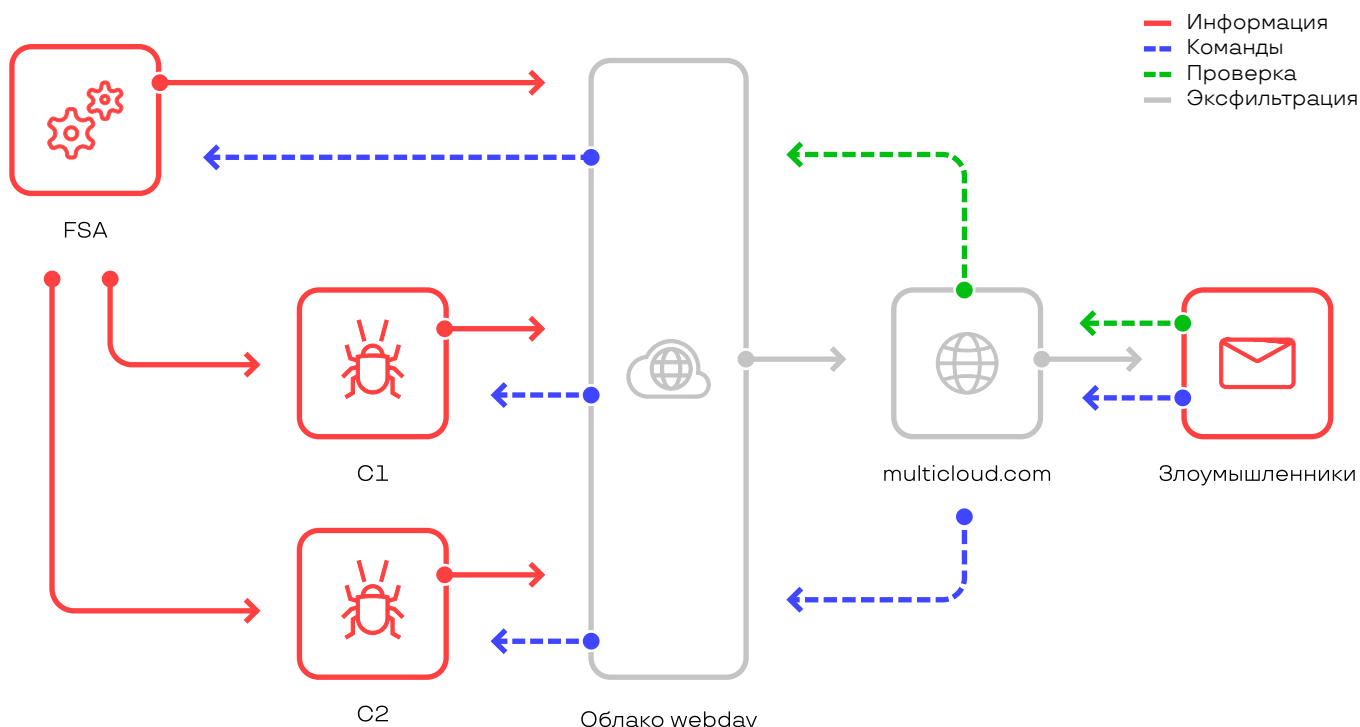 Информация
Команды
Проверка
Эксфильтрация
FSA
C1
multicloud.com
Злоумышленники
C2
Облако webdav